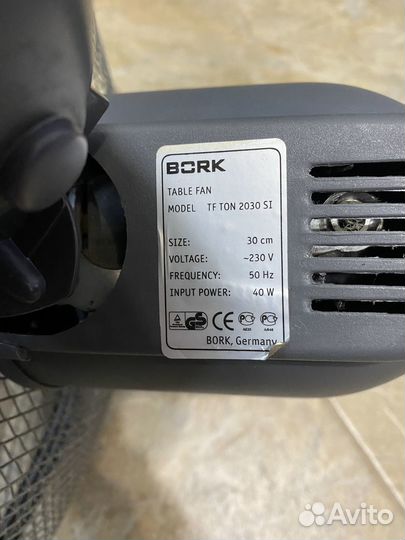 BORK
TABLE FAN
MODEL TF TON 2030 SI
SIZE: 30 cm
VOLTAGE: ~230 V
FREQUENCY: 50 Hz
INPUT POWER: 40 W
BORK, Germany
Avito